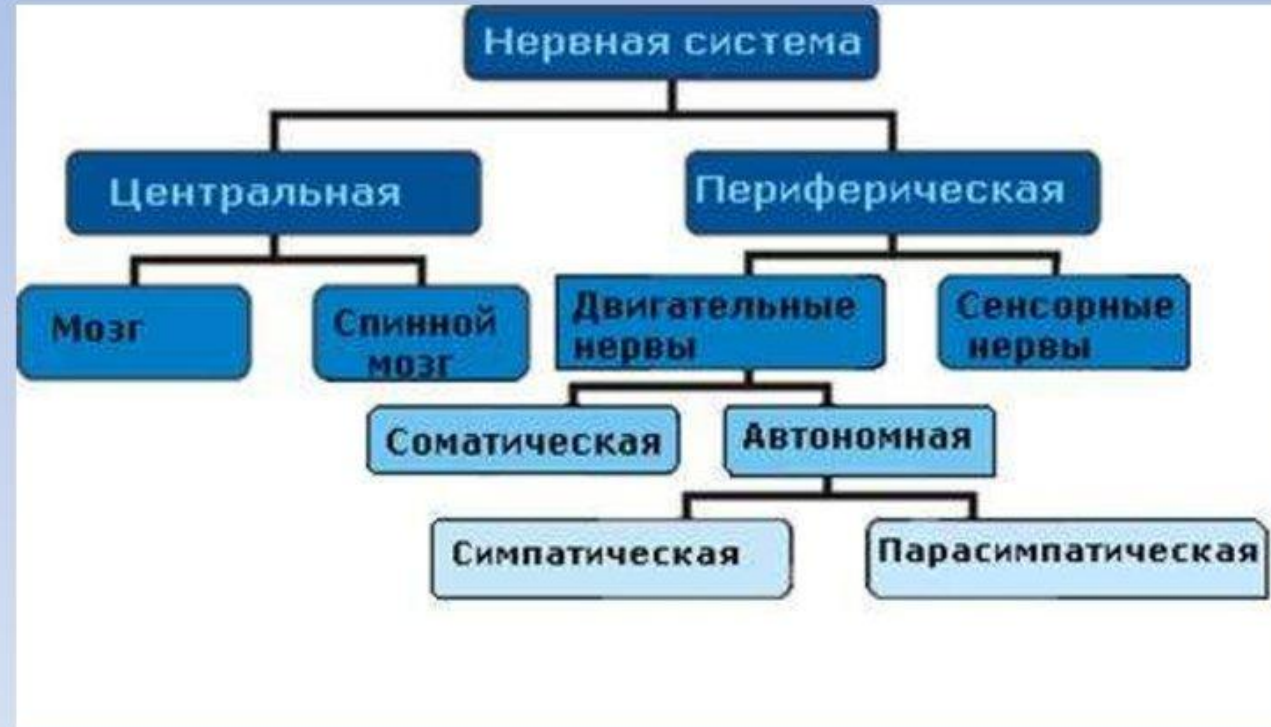 Нервная система
Центральная
Периферическая
Мозг
Спинной
мозг
Двигательные
нервы
Сенсорные
нервы
Соматическая
Автономная
Симпатическая
Парасимпатическая